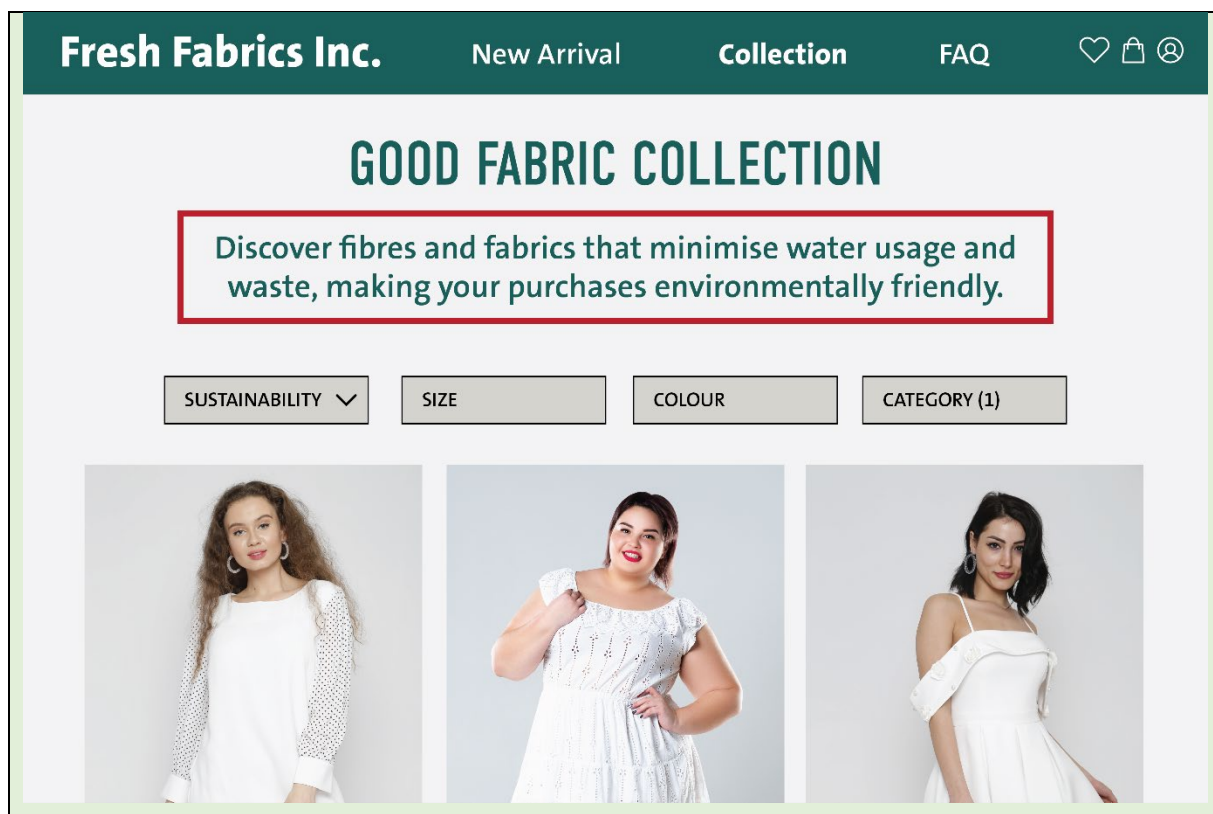 Fresh Fabrics Inc. New Arrival Collection FAQ
GOOD FABRIC COLLECTION
Discover fibres and fabrics that minimise water usage and
waste, making your purchases environmentally friendly.
SUSTAINABILITY SIZE COLOUR CATEGORY (1)